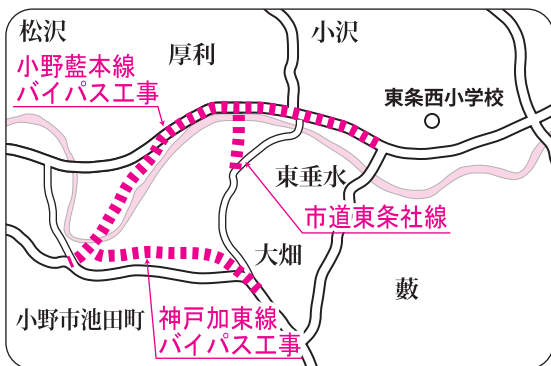 松沢
小沢
厚利
小野藍本線
バイパス工事
東条西小学校
東垂水
市道東条社線
大畑
藪
小野市池田町
神戸加東線
バイパス工事